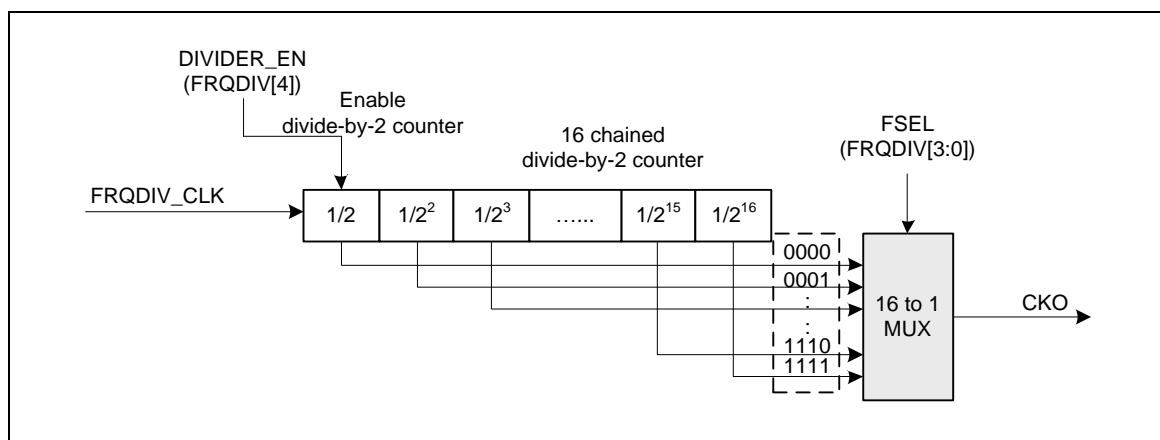 DIVIDER_EN
(FRQDIV[4])
Enable
divide-by-2 counter
16 chained
divide-by-2 counter
FSEL
(FRQDIV[3:0])
FRQDIV_CLK
1/2 1/2² 1/2³ …... 1/2¹⁵ 1/2¹⁶
0000
0001
:
:
1110
1111
16 to 1
MUX
CKO